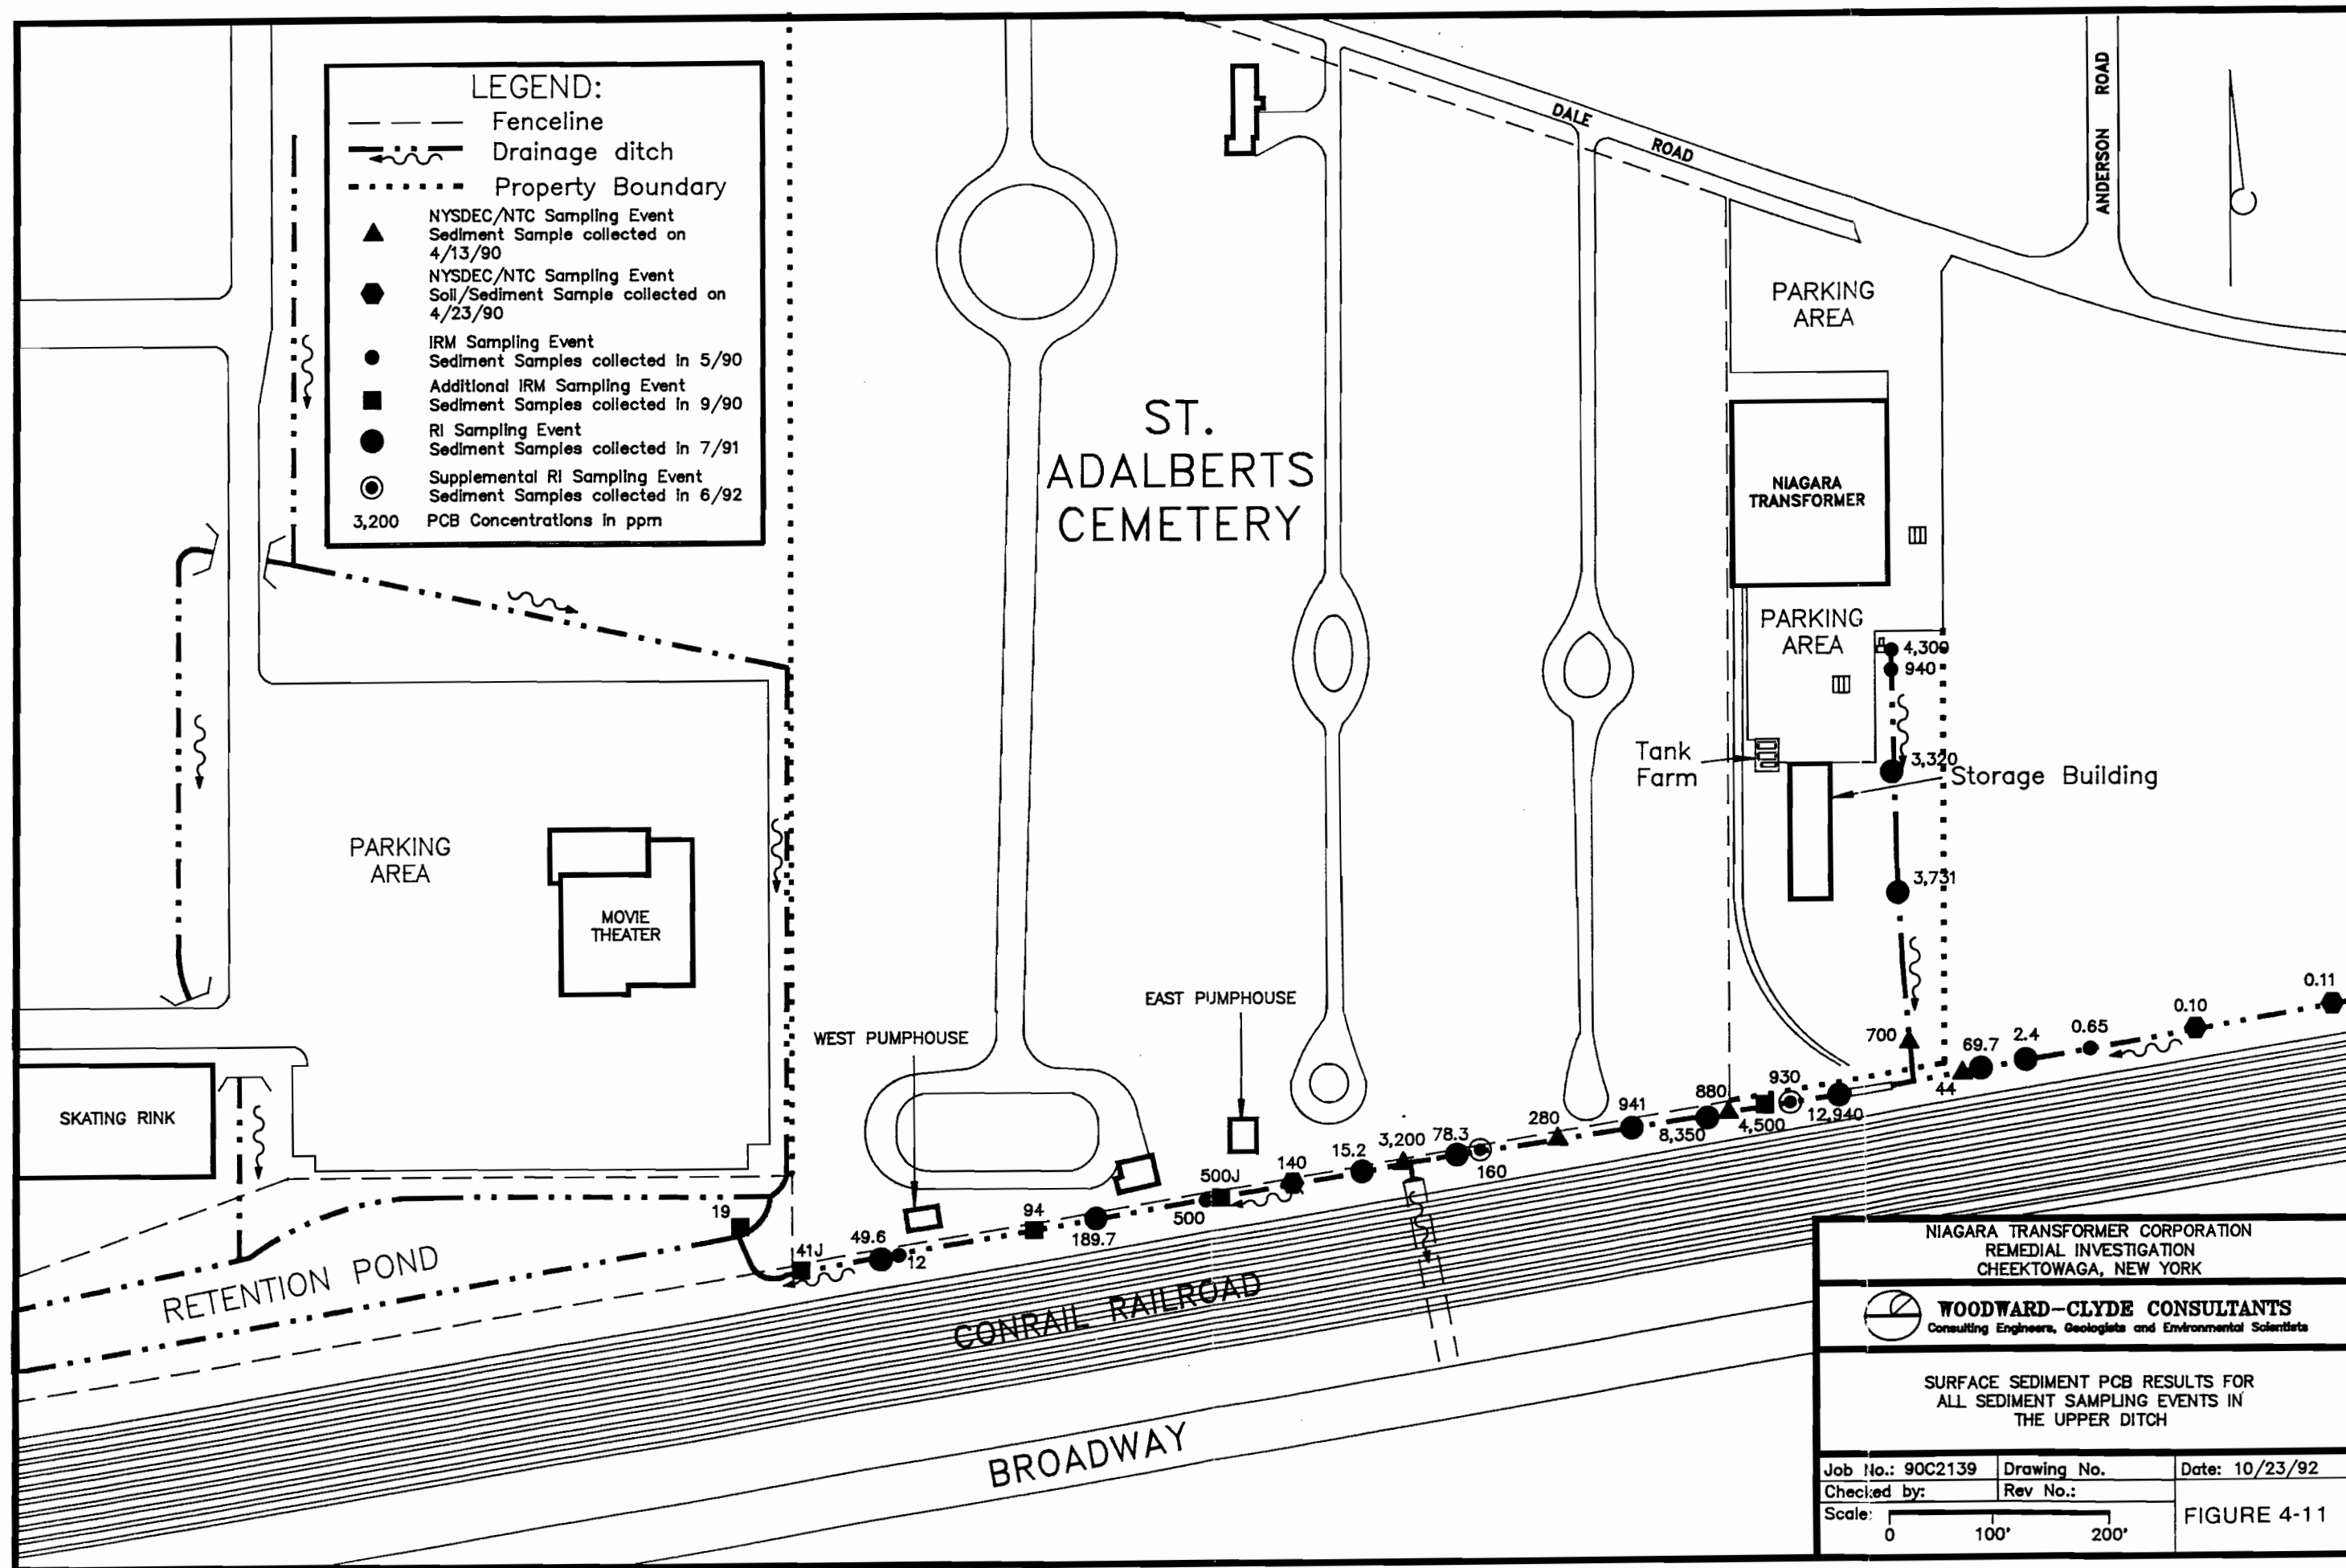 LEGEND:
Fenceline
Drainage ditch
Property Boundary
NYSDEC/NTC Sampling Event
Sediment Sample collected on
4/13/90
NYSDEC/NTC Sampling Event
Soil/Sediment Sample collected on
4/23/90
IRM Sampling Event
Sediment Samples collected in 5/90
Additional IRM Sampling Event
Sediment Samples collected in 9/90
RI Sampling Event
Sediment Samples collected in 7/91
Supplemental RI Sampling Event
Sediment Samples collected in 6/92
3,200 PCB Concentrations in ppm
DALE
ROAD
ANDERSON ROAD
PARKING
AREA
ST.
ADALBERTS
CEMETERY
NIAGARA
TRANSFORMER
PARKING
AREA
4,300
940
Tank
Farm
3,320
Storage Building
3,731
PARKING
AREA
MOVIE
THEATER
EAST PUMPHOUSE
WEST PUMPHOUSE
SKATING RINK
0.11
0.10
0.65
2.4
69.7
44
700
930
12,940
880
4,500
8,350
941
280
160
78.3
3,200
15.2
140
500J
500
189.7
94
12
49.6
41J
19
RETENTION POND
CONRAIL RAILROAD
BROADWAY
NIAGARA TRANSFORMER CORPORATION
REMEDIAL INVESTIGATION
CHEEKTOWAGA, NEW YORK
WOODWARD-CLYDE CONSULTANTS
Consulting Engineers, Geologists and Environmental Scientists
SURFACE SEDIMENT PCB RESULTS FOR
ALL SEDIMENT SAMPLING EVENTS IN
THE UPPER DITCH
Job No.: 90C2139 Drawing No. Date: 10/23/92
Checked by: Rev No.:
Scale: 0 100' 200'
FIGURE 4-11